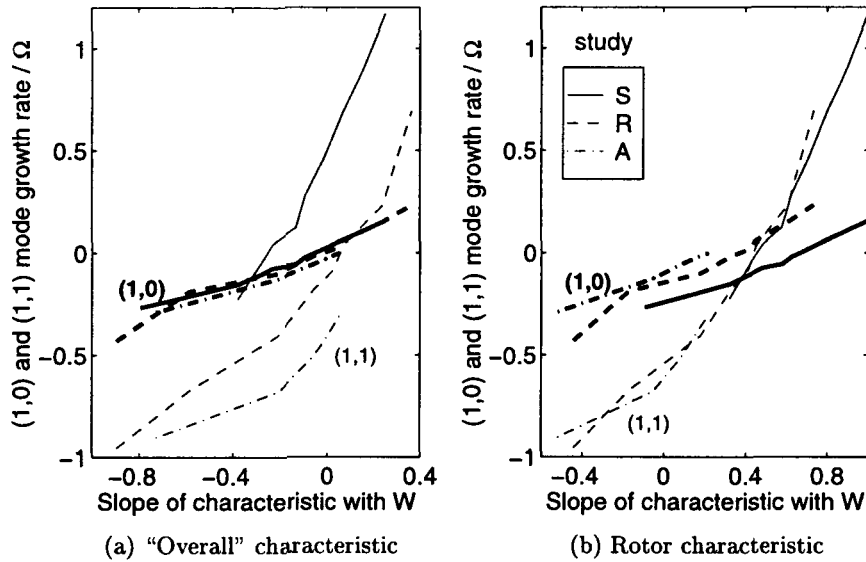 (1,0) and (1,1) mode growth rate / Ω
1
0.5
0
−0.5
−1
(1,0)
(1,1)
−0.8
−0.4
0
0.4
Slope of characteristic with W
(a) “Overall” characteristic
(1,0) and (1,1) mode growth rate / Ω
1
0.5
0
−0.5
−1
study
S
R
A
(1,0)
(1,1)
−0.4
0
0.4
0.8
Slope of characteristic with W
(b) Rotor characteristic